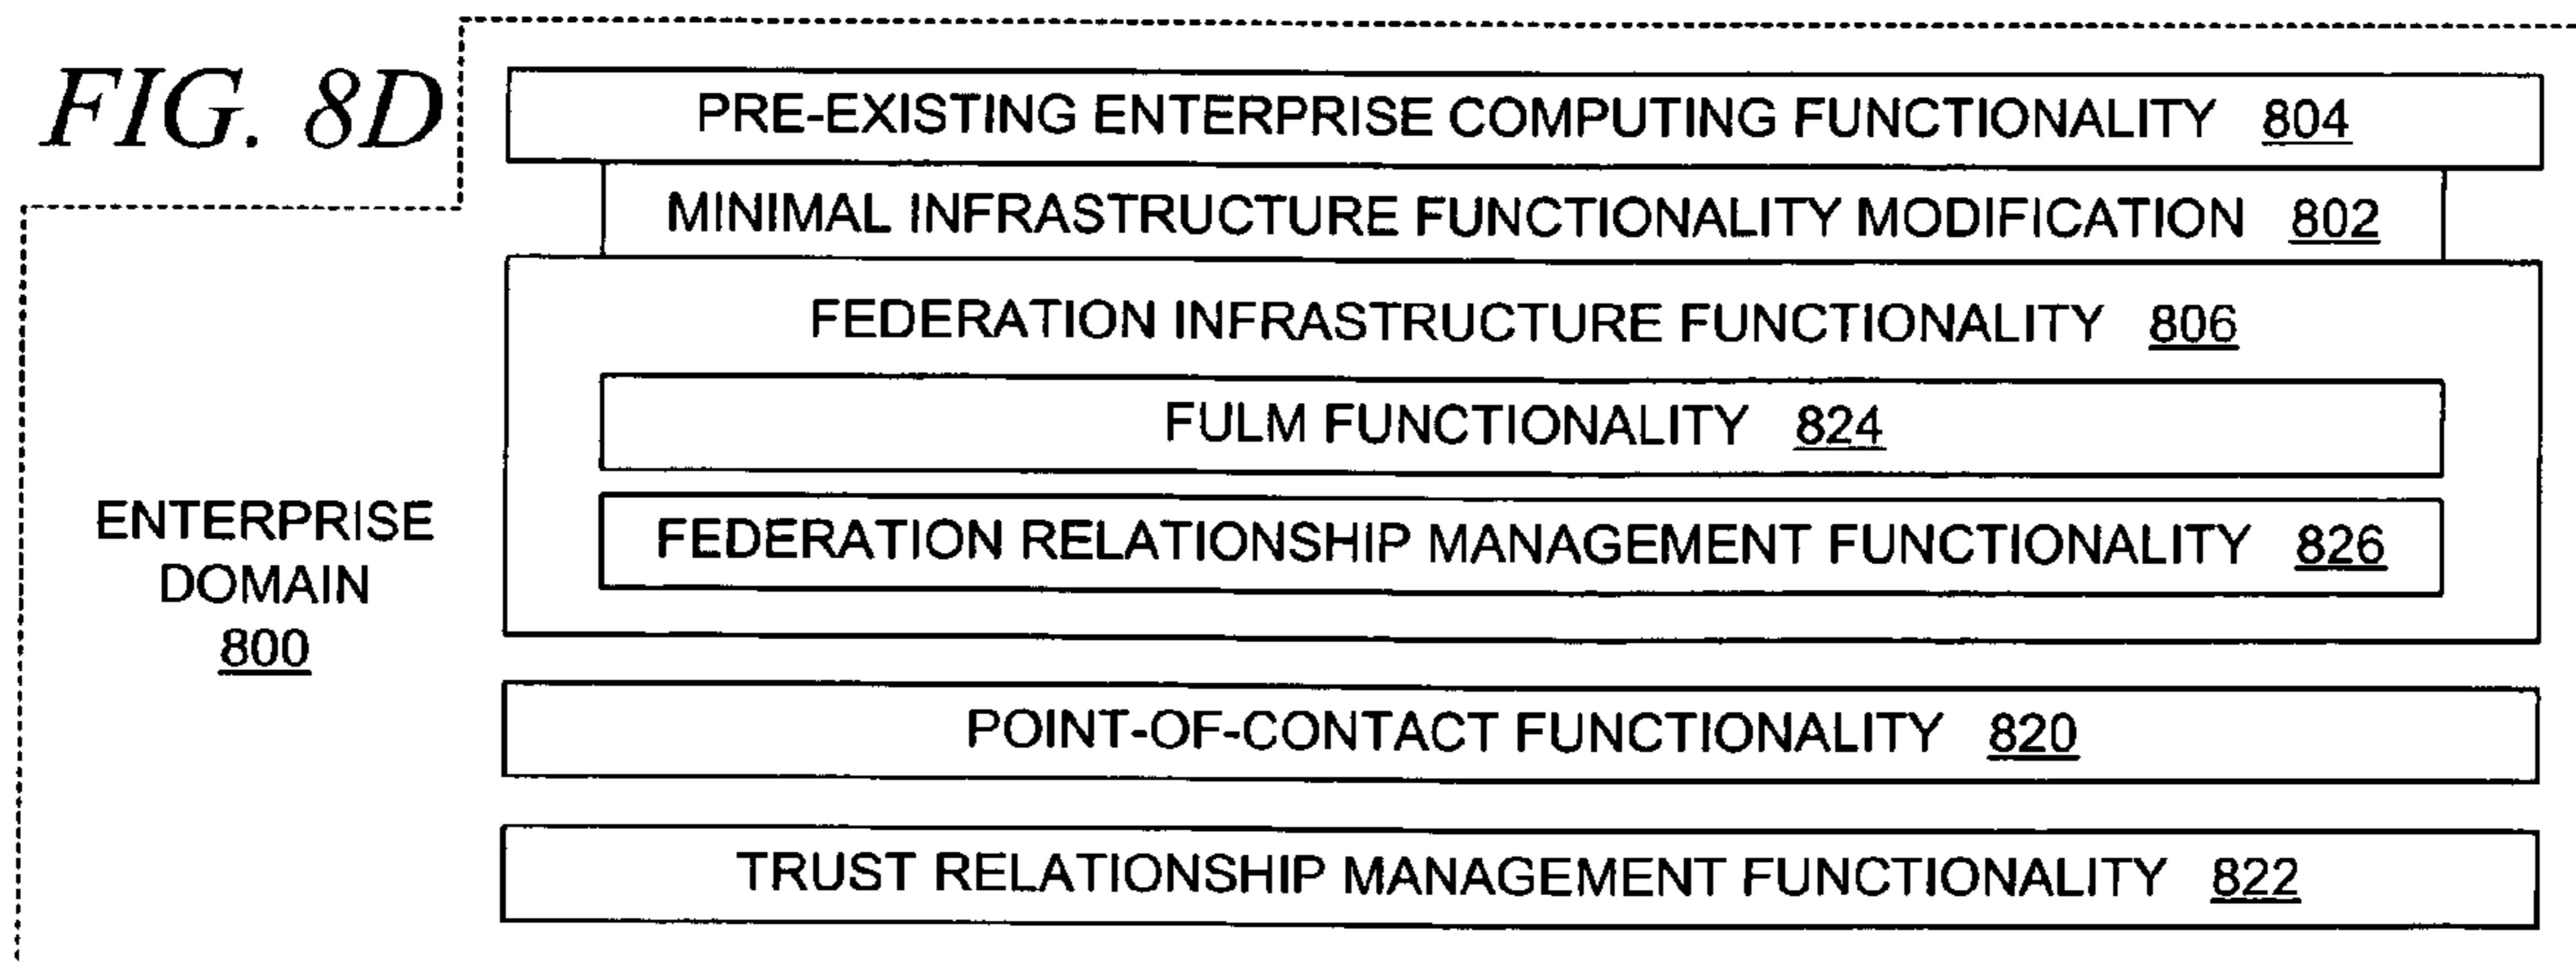 FIG. 8D
PRE-EXISTING ENTERPRISE COMPUTING FUNCTIONALITY 804
MINIMAL INFRASTRUCTURE FUNCTIONALITY MODIFICATION 802
FEDERATION INFRASTRUCTURE FUNCTIONALITY 806
FULM FUNCTIONALITY 824
FEDERATION RELATIONSHIP MANAGEMENT FUNCTIONALITY 826
ENTERPRISE
DOMAIN
800
POINT-OF-CONTACT FUNCTIONALITY 820
TRUST RELATIONSHIP MANAGEMENT FUNCTIONALITY 822